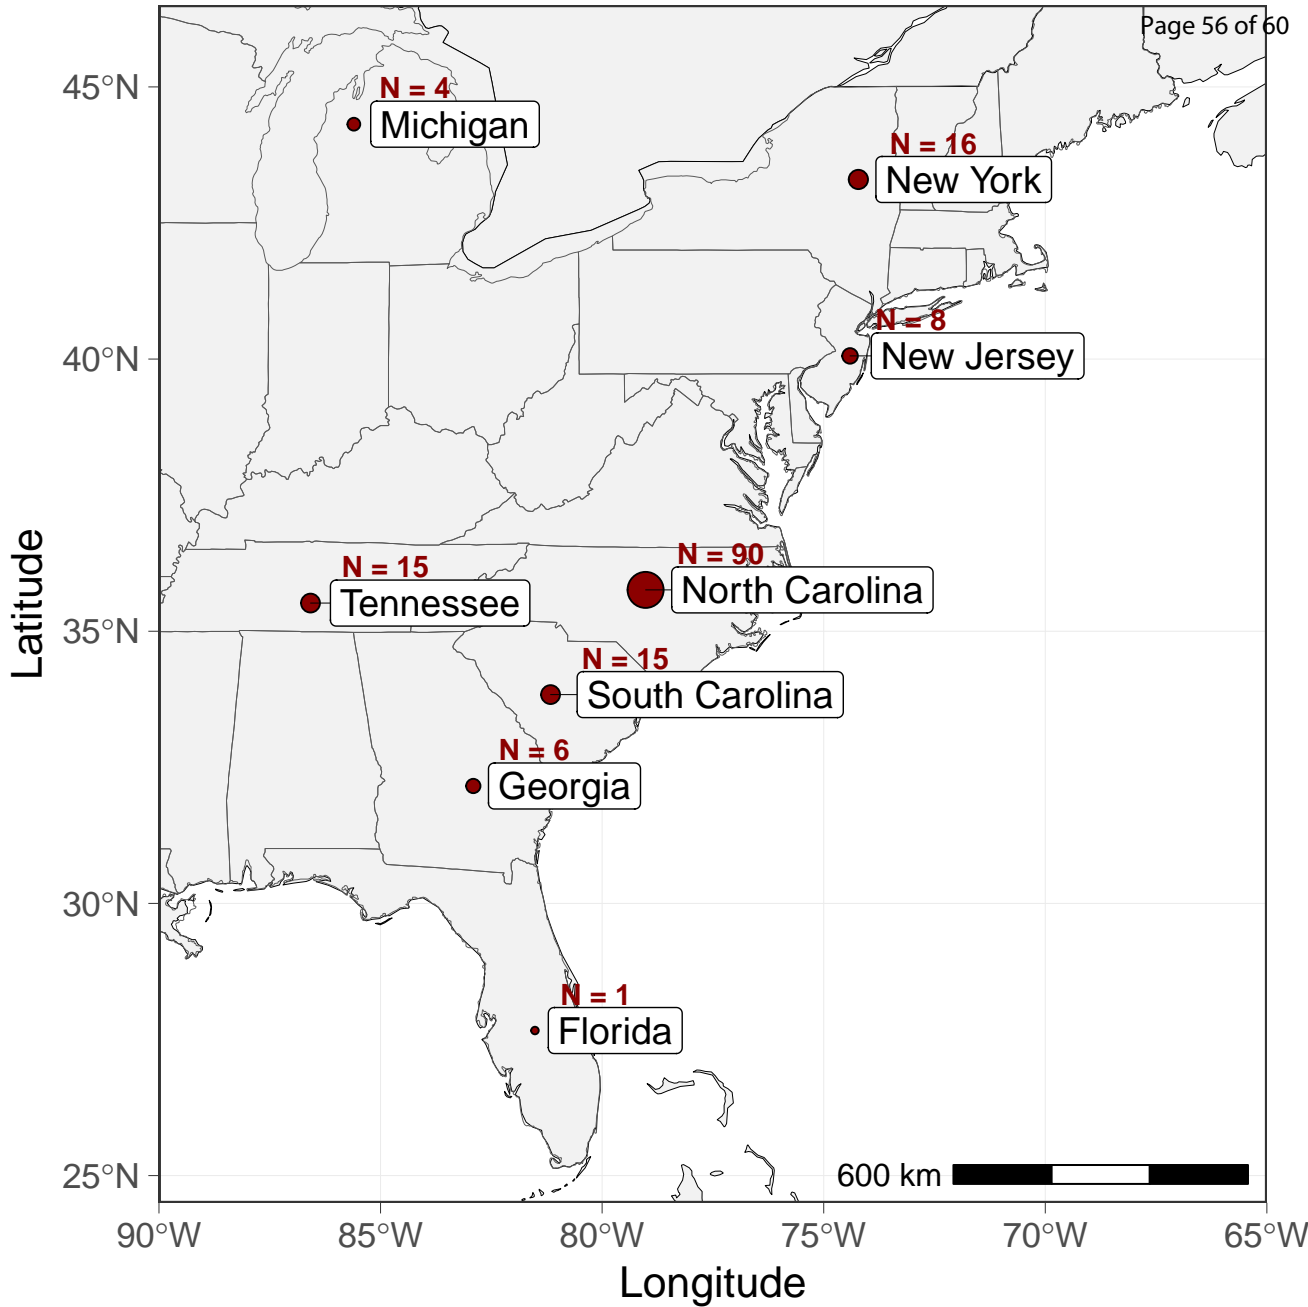 Page 56 of 60
45°N
N = 4
Michigan
N = 16
New York
N = 8
40°N
New Jersey
N = 90
N = 15
North Carolina
Tennessee
Latitude
35°N
N = 15
South Carolina
N = 6
Georgia
30°N
N = 1
Florida
25°N
600 km
90°W
85°W
80°W
75°W
70°W
65°W
Longitude